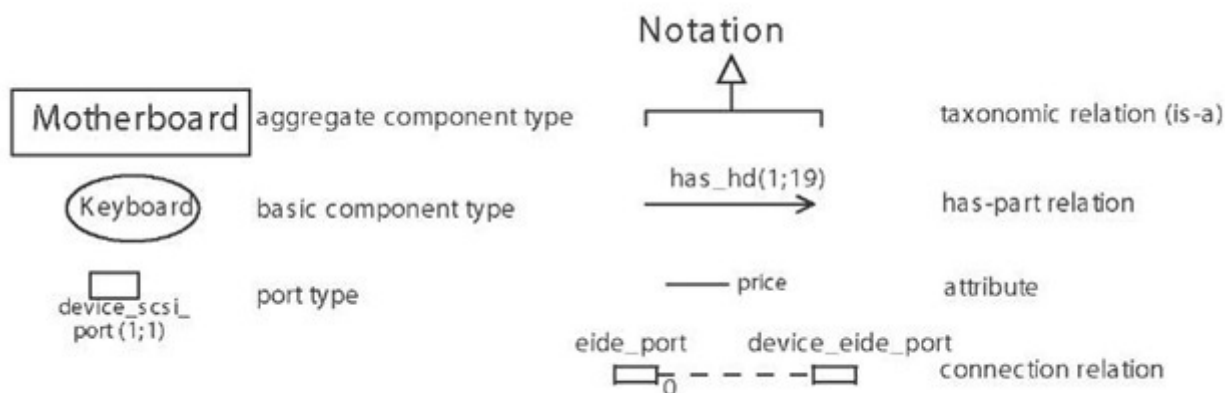 Notation
Motherboard
aggregate component type
taxonomic relation (is-a)
Keyboard
basic component type
has_hd(1;19)
has-part relation
device_scsi_
port (1;1)
port type
price
attribute
eide_port
device_eide_port
0
connection relation